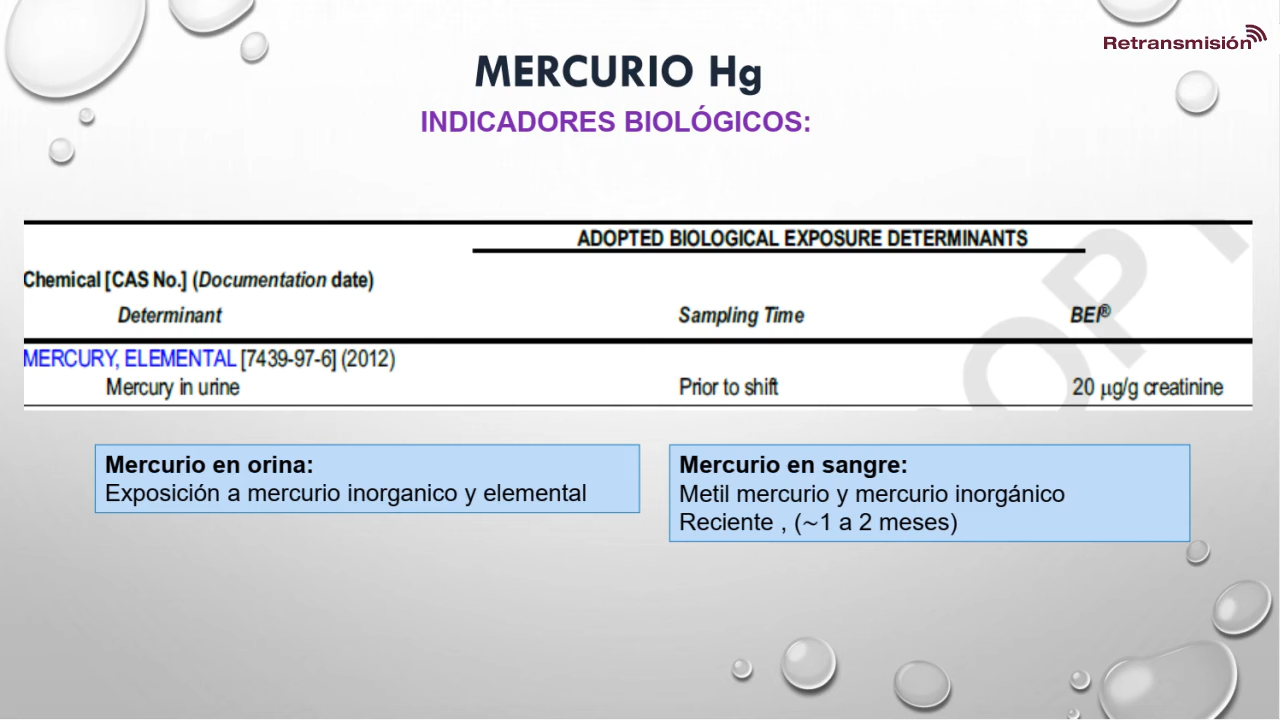 Retransmisión
MERCURIO Hg
INDICADORES BIOLÓGICOS:
ADOPTED BIOLOGICAL EXPOSURE DETERMINANTS
Chemical [CAS No.] (Documentation date)
Determinant Sampling Time BEI®
MERCURY, ELEMENTAL [7439-97-6] (2012)
Mercury in urine Prior to shift 20 µg/g creatinine
Mercurio en orina:
Exposición a mercurio inorganico y elemental
Mercurio en sangre:
Metil mercurio y mercurio inorgánico
Reciente , (~1 a 2 meses)